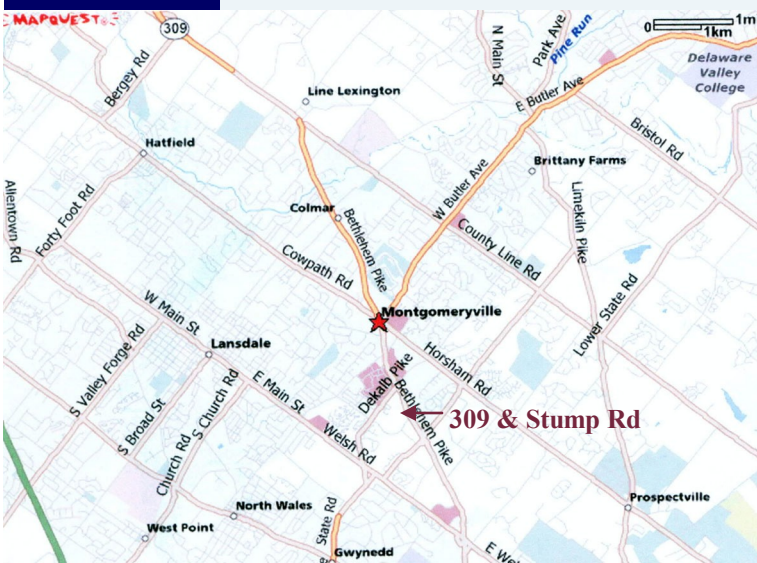 MAPQUEST
309
Bergey Rd
Line Lexington
N Main St
Park Ave
Pine Run
0 1m
1km
Delaware
Valley
College
E Butler Ave
Bristol Rd
Hatfield
Brittany Farms
Allentown Rd
Forty Foot Rd
Colmar
Bethlehem Pike
W Butler Ave
Limekiln Pike
County Line Rd
Cowpath Rd
W Main St
Montgomeryville
Lower State Rd
S Valley Forge Rd
Lansdale
Horsham Rd
Dekalb Pike
Bethlehem Pike
309 & Stump Rd
S Broad St
S Church Rd
E Main St
Welsh Rd
Church Rd
North Wales
State Rd
Prospectville
West Point
Gwynedd
E We